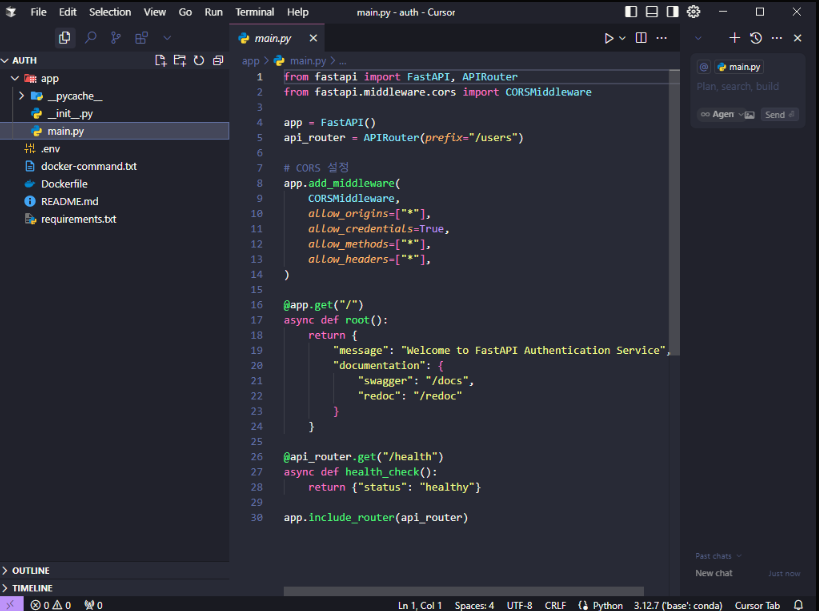 File Edit Selection View Go Run Terminal Help main.py - auth - Cursor
AUTH
app
__pycache__
__init__.py
main.py
.env
docker-command.txt
Dockerfile
README.md
requirements.txt
OUTLINE
TIMELINE
main.py
app > main.py > ...
1 from fastapi import FastAPI, APIRouter
2 from fastapi.middleware.cors import CORSMiddleware
3
4 app = FastAPI()
5 api_router = APIRouter(prefix="/users")
6
7 # CORS 설정
8 app.add_middleware(
9     CORSMiddleware,
10     allow_origins=["*"],
11     allow_credentials=True,
12     allow_methods=["*"],
13     allow_headers=["*"],
14 )
15
16 @app.get("/")
17 async def root():
18     return {
19         "message": "Welcome to FastAPI Authentication Service",
20         "documentation": {
21             "swagger": "/docs",
22             "redoc": "/redoc"
23         }
24     }
25
26 @api_router.get("/health")
27 async def health_check():
28     return {"status": "healthy"}
29
30 app.include_router(api_router)
@ main.py
Plan, search, build
∞ Agen Send
Past chats
New chat Just now
0 0 0 Ln 1, Col 1 Spaces: 4 UTF-8 CRLF Python 3.12.7 ('base': conda) Cursor Tab